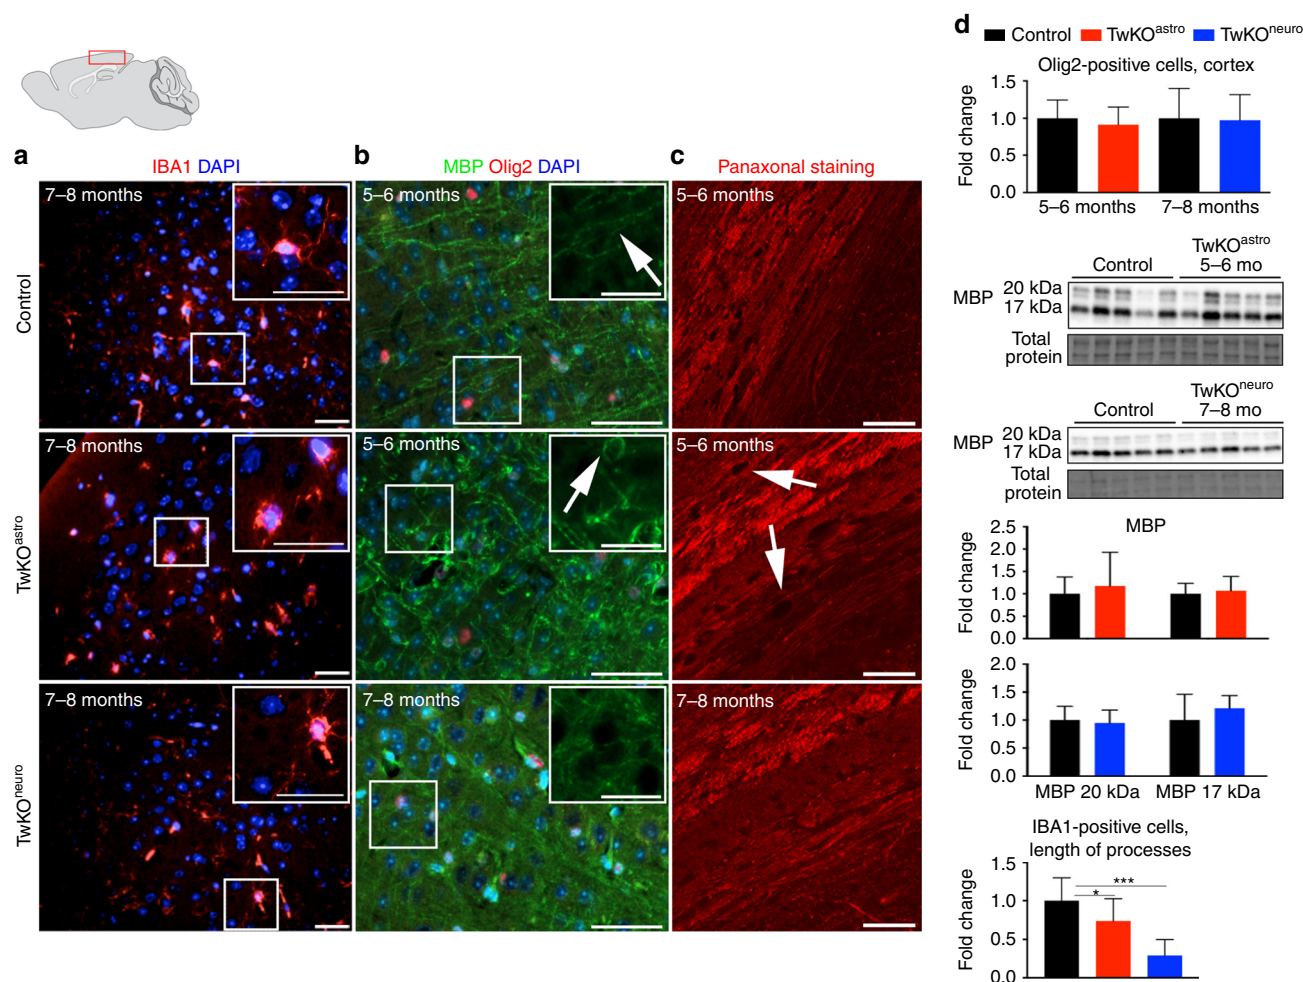 a
IBA1 DAPI
b
MBP Olig2 DAPI
c
Panaxonal staining
Control
7–8 months
5–6 months
5–6 months
TwKOastro
7–8 months
5–6 months
5–6 months
TwKOneuro
7–8 months
7–8 months
7–8 months
d
Control TwKOastro TwKOneuro
Olig2-positive cells, cortex
Fold change
1.5
1.0
0.5
0.0
5–6 months 7–8 months
Control
TwKOastro
5–6 mo
MBP
20 kDa
17 kDa
Total
protein
Control
TwKOneuro
7–8 mo
MBP
20 kDa
17 kDa
Total
protein
MBP
Fold change
2.5
2.0
1.5
1.0
0.5
0.0
Fold change
2.0
1.5
1.0
0.5
0.0
MBP 20 kDa MBP 17 kDa
IBA1-positive cells,
length of processes
Fold change
1.5
1.0
0.5
0.0
***
*